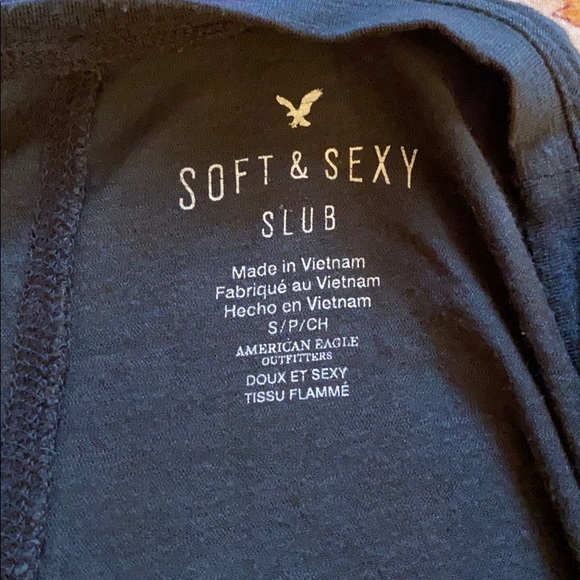 SOFT & SEXY
SLUB
Made in Vietnam
Fabriqué au Vietnam
Hecho en Vietnam
S/P/CH
AMERICAN EAGLE
OUTFITTERS
DOUX ET SEXY
TISSU FLAMMÉ